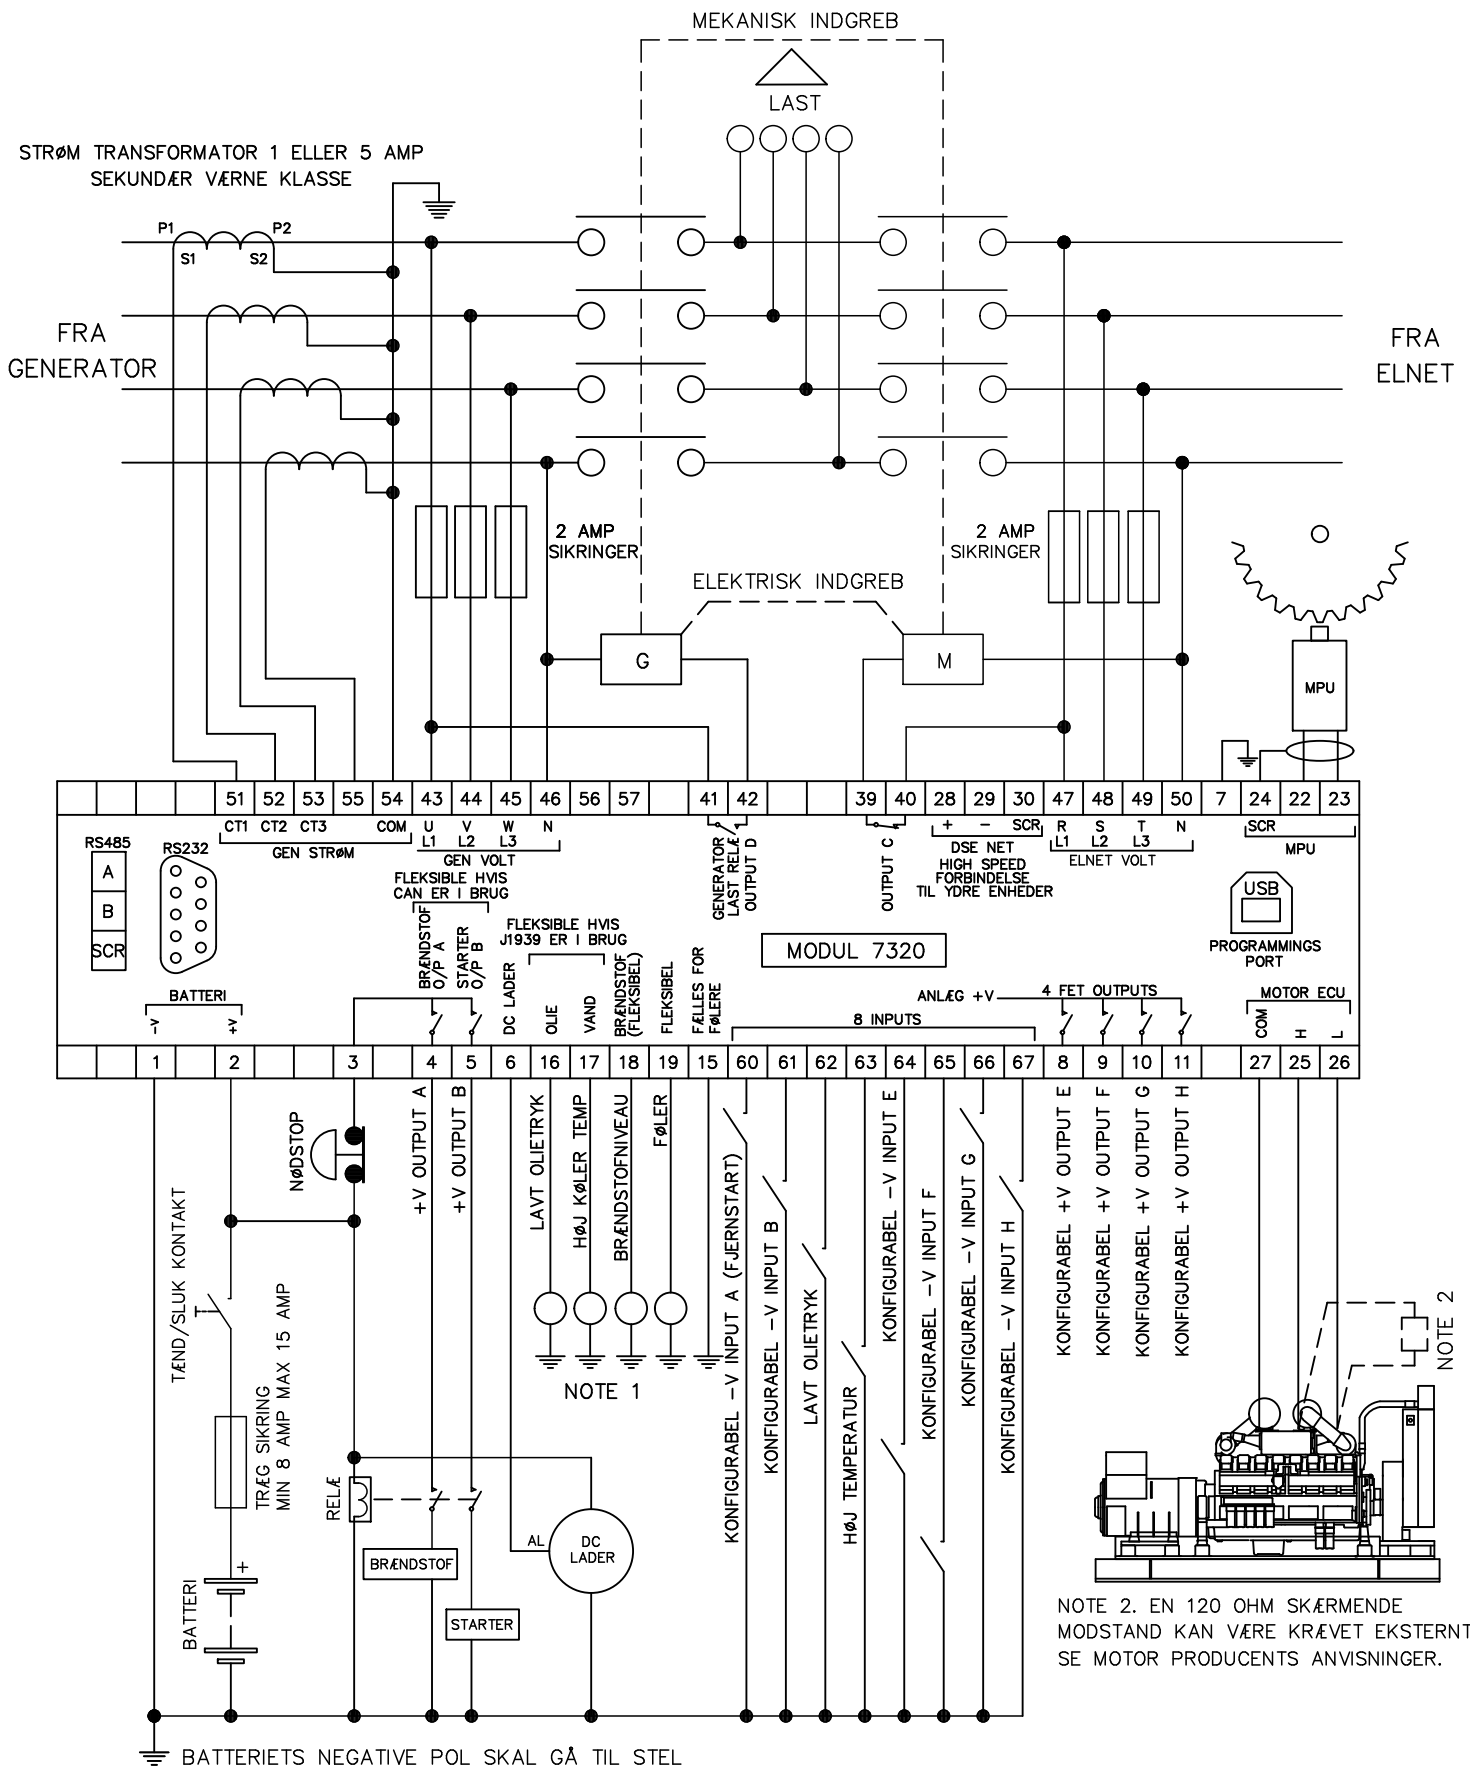 MEKANISK INDGREB
LAST
STRØM TRANSFORMATOR 1 ELLER 5 AMP
SEKUNDÆR VÆRNE KLASSE
P1 P2
S1 S2
FRA
GENERATOR
FRA
ELNET
2 AMP
SIKRINGER
2 AMP
SIKRINGER
ELEKTRISK INDGREB
G
M
MPU
51 52 53 55 54 43 44 45 46 56 57 41 42 39 40 28 29 30 47 48 49 50 7 24 22 23
CT1 CT2 CT3 COM U V W N + − SCR R S T N SCR
L1 L2 L3 L1 L2 L3
GEN STRØM
GEN VOLT
ELNET VOLT
MPU
RS485
A
B
SCR
RS232
FLEKSIBLE HVIS
CAN ER I BRUG
BRÆNDSTOF
O/P A
STARTER
O/P B
FLEKSIBLE HVIS
J1939 ER I BRUG
GENERATOR
LAST RELÆ
OUTPUT D
OUTPUT C
DSE NET
HIGH SPEED
FORBINDELSE
TIL YDRE ENHEDER
USB
PROGRAMMINGS
PORT
MODUL 7320
BATTERI
−V
+V
DC LADER
OLIE
VAND
BRÆNDSTOF
(FLEKSIBEL)
FLEKSIBEL
FÆLLES FOR
FØLERE
8 INPUTS
ANLÆG +V
4 FET OUTPUTS
MOTOR ECU
COM
H
L
1 2 3 4 5 6 16 17 18 19 15 60 61 62 63 64 65 66 67 8 9 10 11 27 25 26
NØDSTOP
+V OUTPUT A
+V OUTPUT B
LAVT OLIETRYK
HØJ KØLER TEMP
BRÆNDSTOFNIVEAU
FØLER
NOTE 1
KONFIGURABEL −V INPUT A (FJERNSTART)
KONFIGURABEL −V INPUT B
LAVT OLIETRYK
HØJ TEMPERATUR
KONFIGURABEL −V INPUT E
KONFIGURABEL −V INPUT F
KONFIGURABEL −V INPUT G
KONFIGURABEL −V INPUT H
KONFIGURABEL +V OUTPUT E
KONFIGURABEL +V OUTPUT F
KONFIGURABEL +V OUTPUT G
KONFIGURABEL +V OUTPUT H
TÆND/SLUK KONTAKT
TRÆG SIKRING
MIN 8 AMP MAX 15 AMP
RELÆ
BATTERI
+
BRÆNDSTOF
STARTER
AL
DC
LADER
NOTE 2
NOTE 2. EN 120 OHM SKÆRMENDE
MODSTAND KAN VÆRE KRÆVET EKSTERNT
SE MOTOR PRODUCENTS ANVISNINGER.
BATTERIETS NEGATIVE POL SKAL GÅ TIL STEL